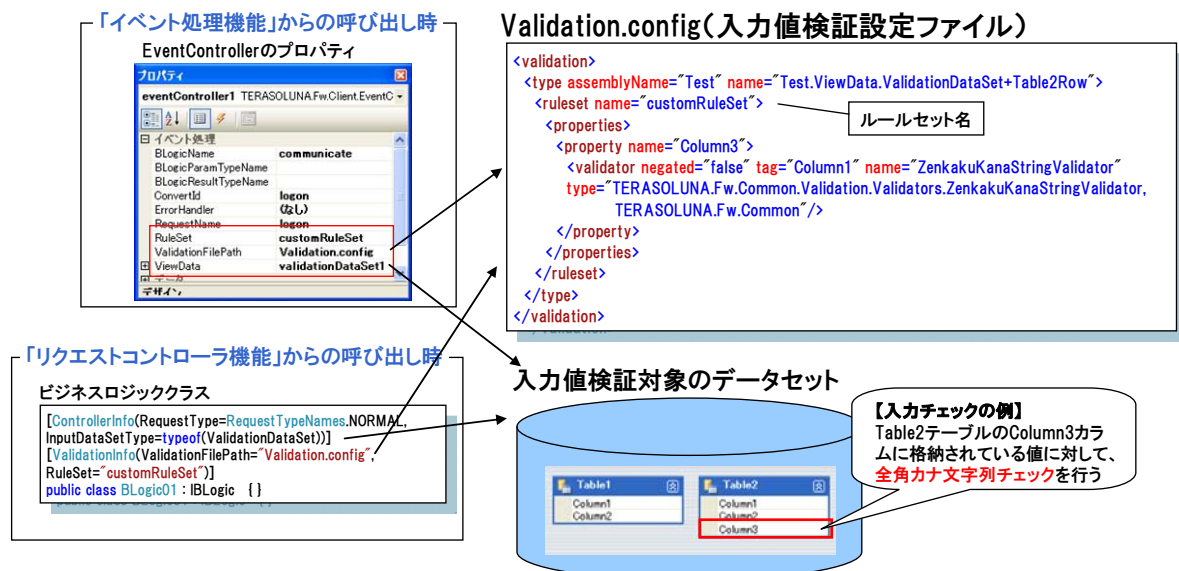 「イベント処理機能」からの呼び出し時
EventControllerのプロパティ
プロパティ
eventController1 TERASOLUNA.Fw.Client.EventC
イベント処理
BLogicName communicate
BLogicParamTypeName
BLogicResultTypeName
ConvertId logon
ErrorHandler (なし)
RequestName logon
RuleSet customRuleSet
ValidationFilePath Validation.config
ViewData validationDataSet1
データ
デザイン
Validation.config(入力値検証設定ファイル)
<validation>
<type assemblyName="Test" name="Test.ViewData.ValidationDataSet+Table2Row">
<ruleset name="customRuleSet">
ルールセット名
<properties>
<property name="Column3">
<validator negated="false" tag="Column1" name="ZenkakuKanaStringValidator"
type="TERASOLUNA.Fw.Common.Validation.Validators.ZenkakuKanaStringValidator,
TERASOLUNA.Fw.Common"/>
</property>
</properties>
</ruleset>
</type>
</validation>
「リクエストコントローラ機能」からの呼び出し時
ビジネスロジッククラス
[ControllerInfo(RequestType=RequestTypeNames.NORMAL,
InputDataSetType=typeof(ValidationDataSet))]
[ValidationInfo(ValidationFilePath="Validation.config",
RuleSet="customRuleSet")]
public class BLogic01 : IBLogic { }
入力値検証対象のデータセット
Table1
Column1
Column2
Table2
Column1
Column2
Column3
【入力チェックの例】
Table2テーブルのColumn3カラ
ムに格納されている値に対して、
全角カナ文字列チェックを行う